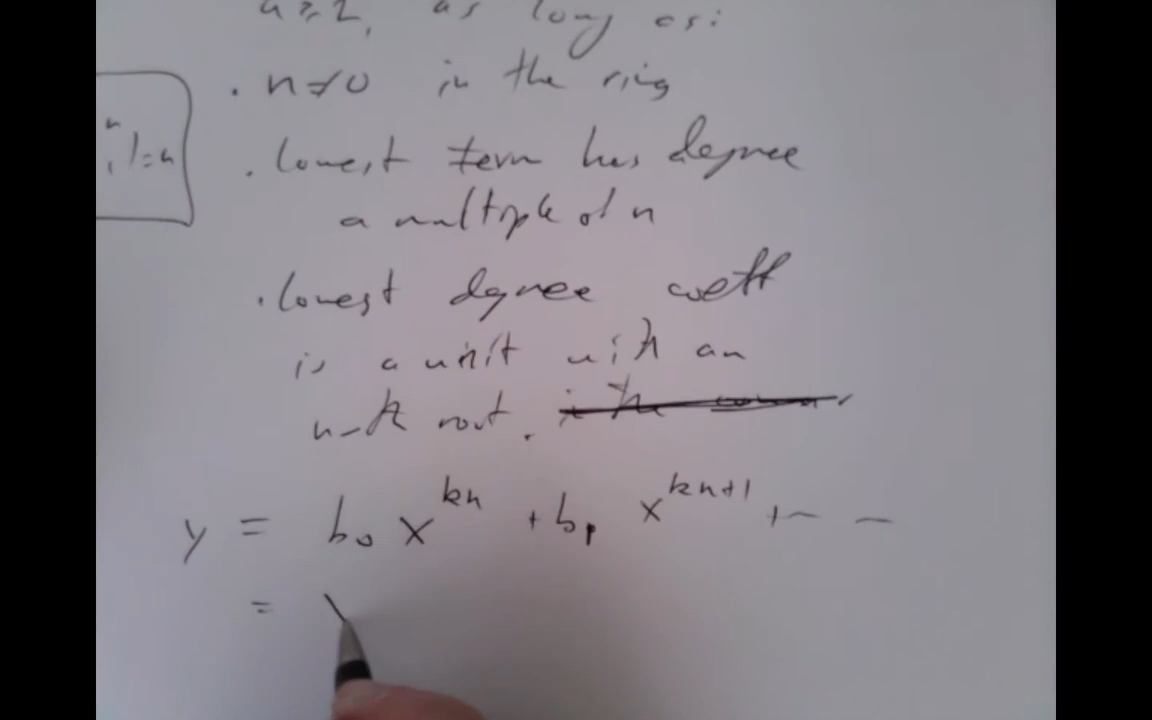 n≥2, as long as:
. n≠0 in the ring
. lowest term has degree
a multiple of n
. lowest degree coeff
is a unit with an
n-th root.
y = b₀ x^{kn} + b₁ x^{kn+1} + - -
=